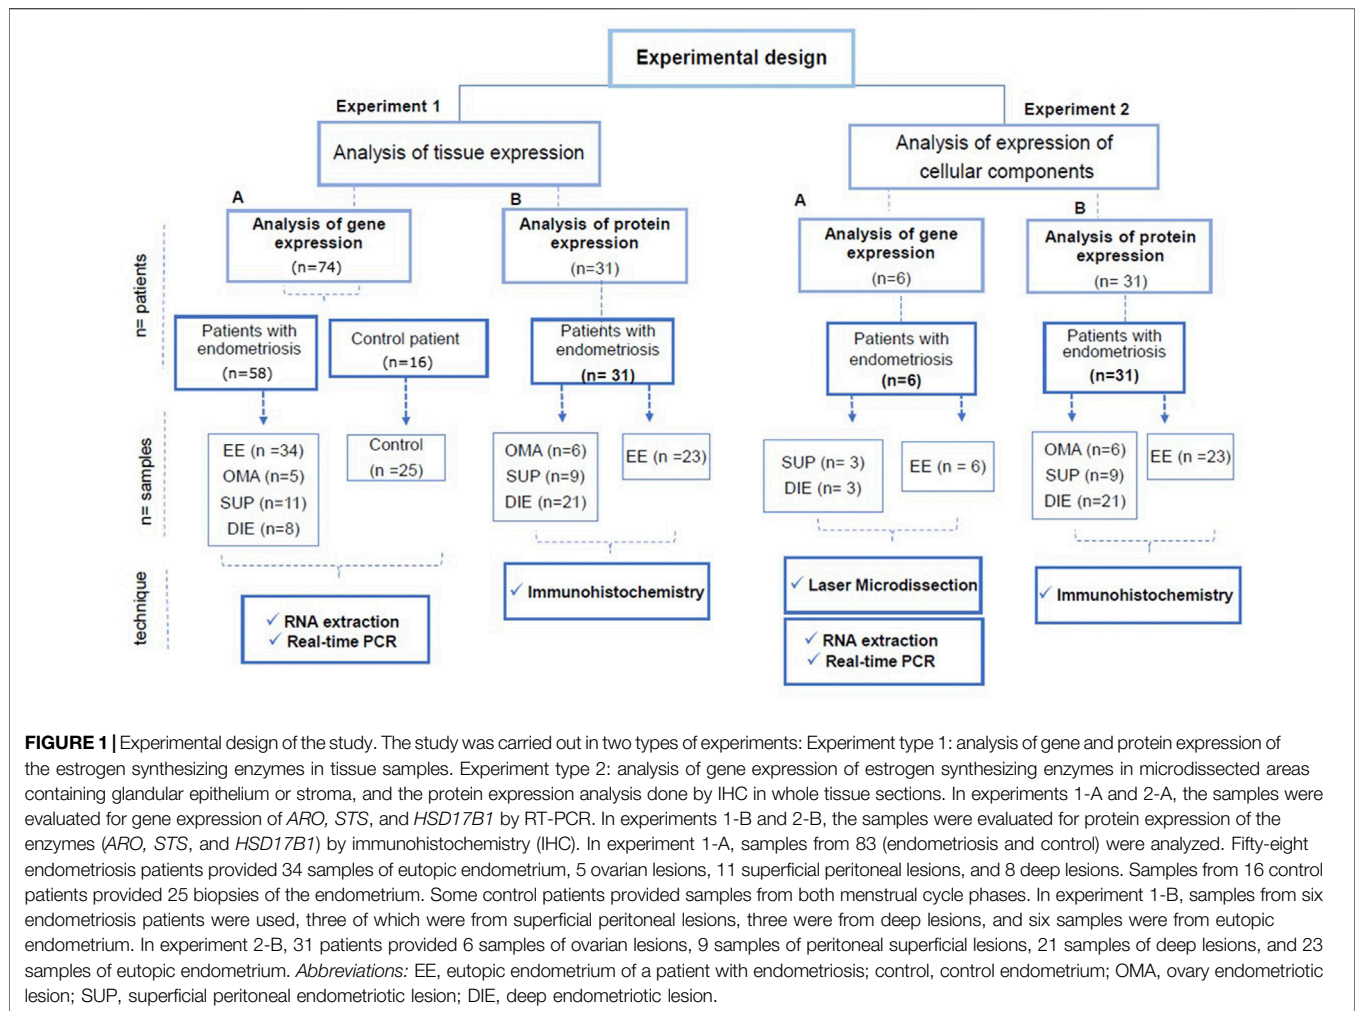 Experimental design
Experiment 1
Analysis of tissue expression
A
Analysis of gene
expression
(n=74)
B
Analysis of protein
expression
(n=31)
n= patients
Patients with
endometriosis
(n=58)
Control patient
(n=16)
Patients with
endometriosis
(n= 31)
n= samples
EE (n =34)
OMA (n=5)
SUP (n=11)
DIE (n=8)
Control
(n =25)
OMA (n=6)
SUP (n=9)
DIE (n=21)
EE (n =23)
technique
✓ RNA extraction
✓ Real-time PCR
✓ Immunohistochemistry
Experiment 2
Analysis of expression of
cellular components
A
Analysis of gene
expression
(n=6)
B
Analysis of protein
expression
(n= 31)
Patients with
endometriosis
(n=6)
Patients with
endometriosis
(n=31)
SUP (n= 3)
DIE (n= 3)
EE (n = 6)
OMA (n=6)
SUP (n=9)
DIE (n=21)
EE (n =23)
✓ Laser Microdissection
✓ RNA extraction
✓ Real-time PCR
✓ Immunohistochemistry
FIGURE 1 | Experimental design of the study. The study was carried out in two types of experiments: Experiment type 1: analysis of gene and protein expression of
the estrogen synthesizing enzymes in tissue samples. Experiment type 2: analysis of gene expression of estrogen synthesizing enzymes in microdissected areas
containing glandular epithelium or stroma, and the protein expression analysis done by IHC in whole tissue sections. In experiments 1-A and 2-A, the samples were
evaluated for gene expression of ARO, STS, and HSD17B1 by RT-PCR. In experiments 1-B and 2-B, the samples were evaluated for protein expression of the
enzymes (ARO, STS, and HSD17B1) by immunohistochemistry (IHC). In experiment 1-A, samples from 83 (endometriosis and control) were analyzed. Fifty-eight
endometriosis patients provided 34 samples of eutopic endometrium, 5 ovarian lesions, 11 superficial peritoneal lesions, and 8 deep lesions. Samples from 16 control
patients provided 25 biopsies of the endometrium. Some control patients provided samples from both menstrual cycle phases. In experiment 1-B, samples from six
endometriosis patients were used, three of which were from superficial peritoneal lesions, three were from deep lesions, and six samples were from eutopic
endometrium. In experiment 2-B, 31 patients provided 6 samples of ovarian lesions, 9 samples of peritoneal superficial lesions, 21 samples of deep lesions, and 23
samples of eutopic endometrium. Abbreviations: EE, eutopic endometrium of a patient with endometriosis; control, control endometrium; OMA, ovary endometriotic
lesion; SUP, superficial peritoneal endometriotic lesion; DIE, deep endometriotic lesion.